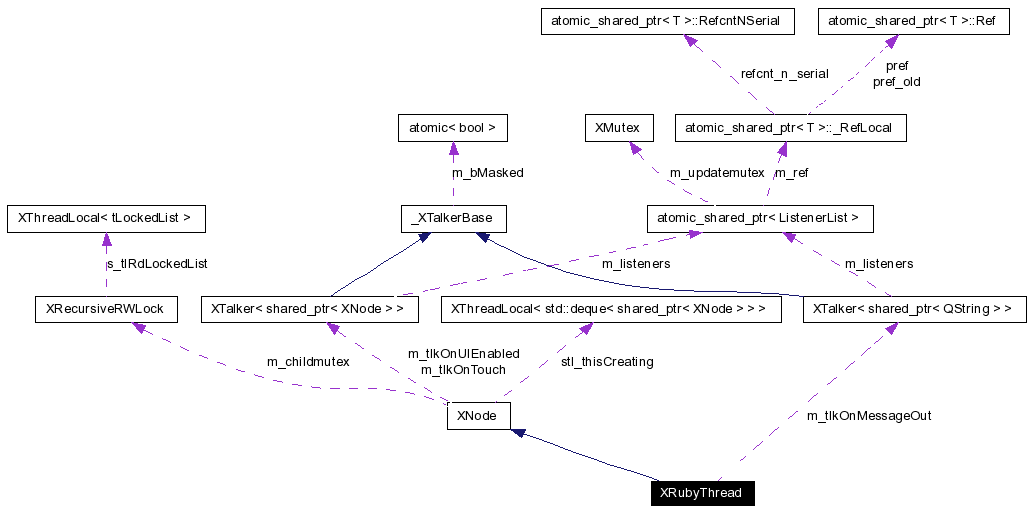 atomic_shared_ptr< T >::RefcntNSerial
atomic_shared_ptr< T >::Ref
refcnt_n_serial
pref
pref_old
atomic< bool >
XMutex
atomic_shared_ptr< T >::_RefLocal
m_bMasked
m_updatemutex
m_ref
XThreadLocal< tLockedList >
_XTalkerBase
atomic_shared_ptr< ListenerList >
s_tlRdLockedList
m_listeners
m_listeners
XRecursiveRWLock
XTalker< shared_ptr< XNode > >
XThreadLocal< std::deque< shared_ptr< XNode > > >
XTalker< shared_ptr< QString > >
m_childmutex
m_tlkOnUIEnabled
m_tlkOnTouch
stl_thisCreating
XNode
m_tlkOnMessageOut
XRubyThread